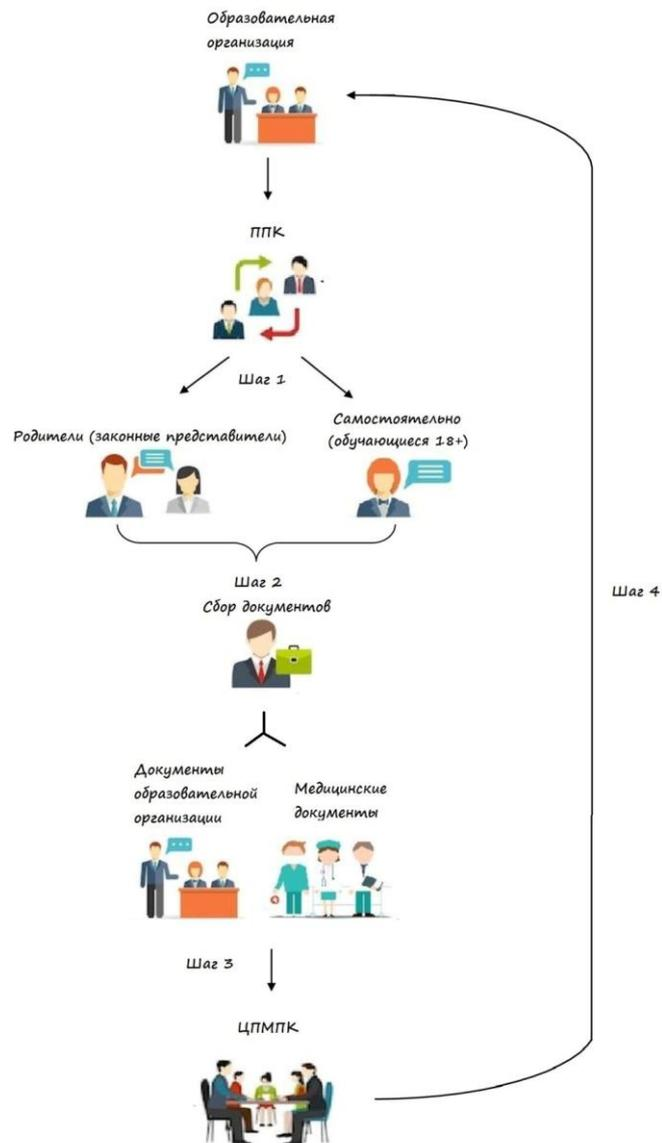 Образовательная
организация
ППК
Шаг 1
Родители (законные представители)
Самостоятельно
(обучающиеся 18+)
Шаг 2
Сбор документов
Шаг 4
Документы
образовательной
организации
Медицинские
документы
Шаг 3
ЦПМПК